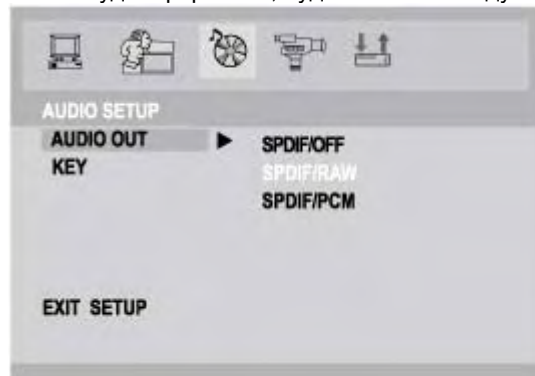 AUDIO SETUP
AUDIO OUT
KEY
SPDIF/OFF
SPDIF/RAW
SPDIF/PCM
EXIT SETUP